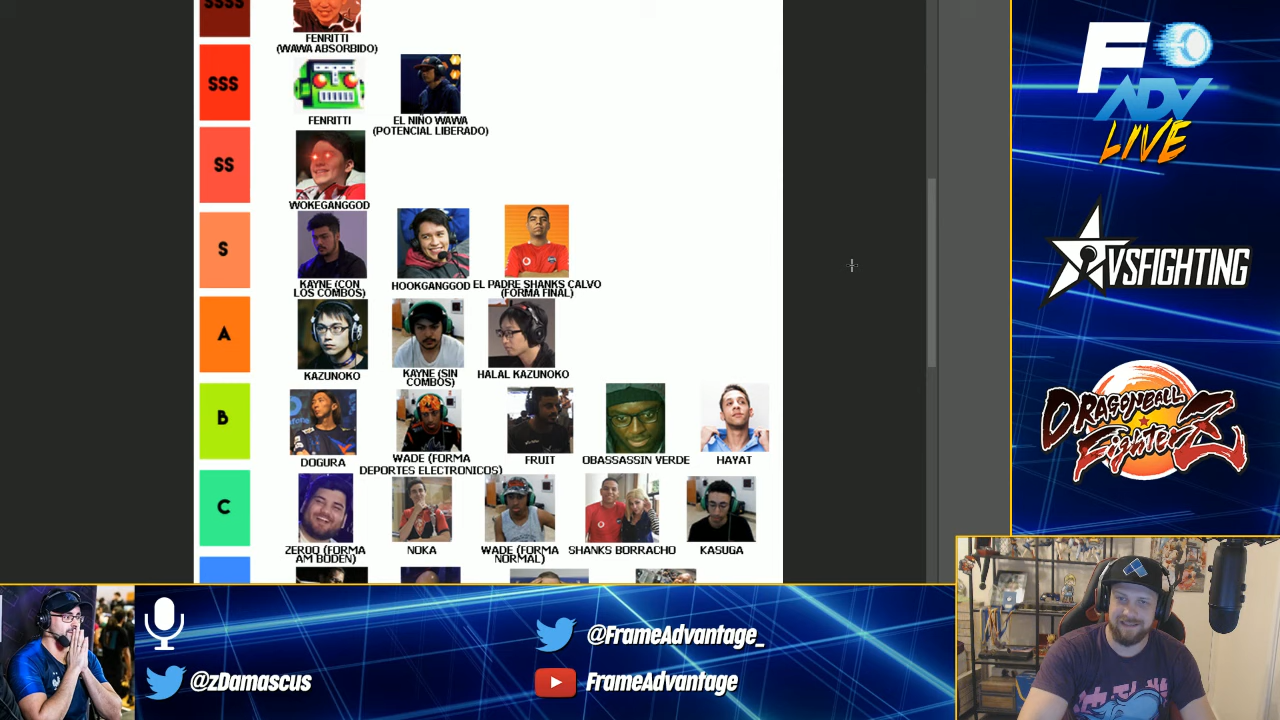 SSSS
FENRITTI
(WAWA ABSORBIDO)
SSS
FENRITTI
EL NIÑO WAWA
(POTENCIAL LIBERADO)
SS
WOKEGANGGOD
S
KAYNE (CON
LOS COMBOS)
HOOKGANGGOD
EL PADRE SHANKS CALVO
(FORMA FINAL)
A
KAZUNOKO
KAYNE (SIN
COMBOS)
HALAL KAZUNOKO
B
DOGURA
WADE (FORMA
DEPORTES ELECTRONICOS)
FRUIT
OBASSASSIN VERDE
HAYAT
C
ZEROO (FORMA
AM BODEN)
NOKA
WADE (FORMA
NORMAL)
SHANKS BORRACHO
KASUGA
F
ADV
LIVE
VSFIGHTING
DRAGONBALL
FighterZ
@zDamascus
@FrameAdvantage_
FrameAdvantage